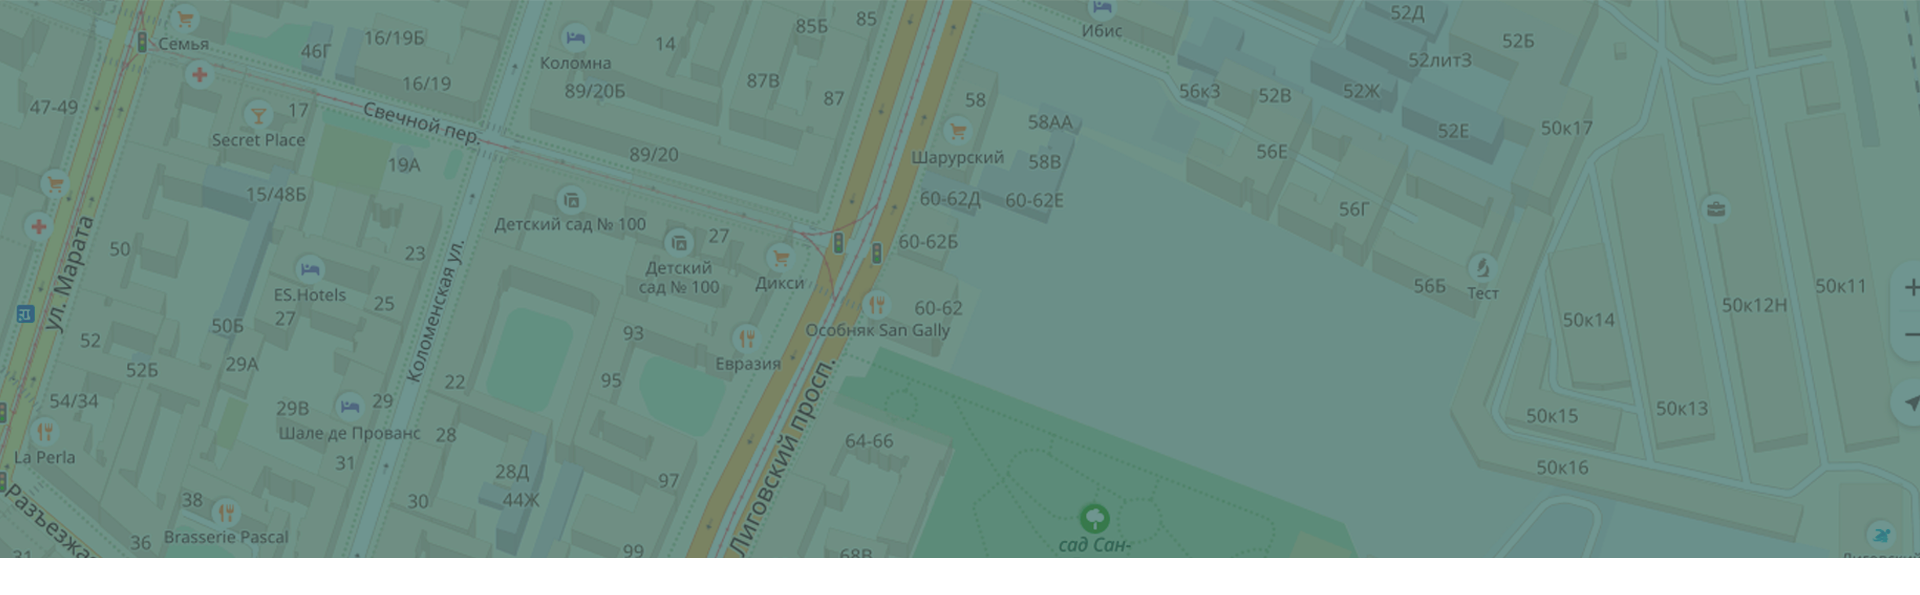 Семья
46Г
16/19Б
16/19
47-49
17
Secret Place
Свечной пер.
19А
15/48Б
ул. Марата
50
23
ES.Hotels
27
25
50Б
52
52Б
29А
54/34
29В
29
Шале де Прованс
La Perla
31
28
22
38
Brasserie Pascal
36
30
Разъезжа
Коломенская ул.
Коломна
89/20Б
14
85Б
85
87В
87
89/20
Детский сад № 100
27
Детский
сад № 100
Дикси
93
Евразия
95
28Д
44Ж
97
99
Лиговский просп.
Ибис
58
Шарурский
58АА
58В
60-62Д
60-62Е
60-62Б
60-62
Особняк San Gally
64-66
68В
сад Сан-
52Д
52Б
52лит3
56к3
52В
52Ж
52Е
50к17
56Е
56Г
56Б
Тест
50к14
50к12Н
50к11
50к15
50к13
50к16